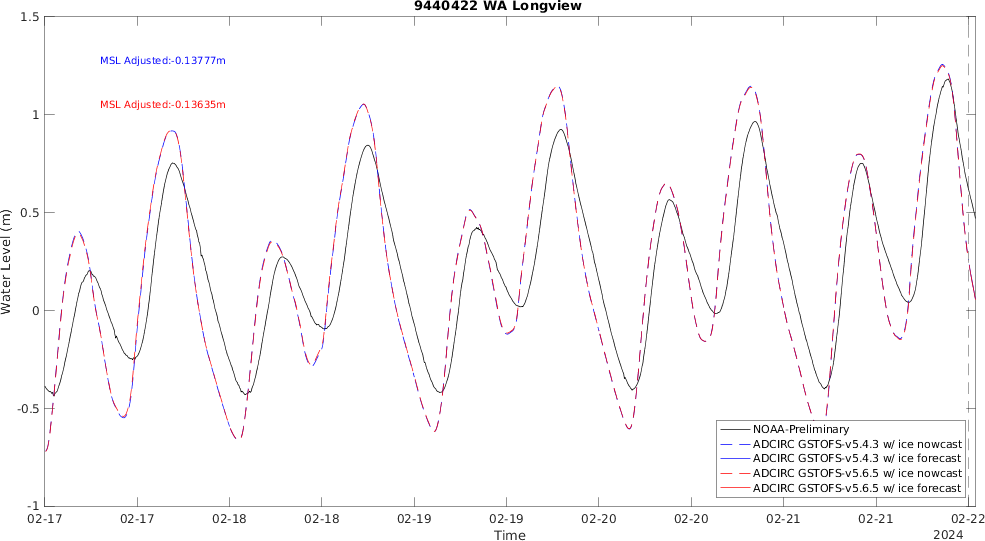 9440422 WA Longview
MSL Adjusted:-0.13777m
MSL Adjusted:-0.13635m
Water Level (m)
1.5
1
0.5
0
-0.5
-1
NOAA-Preliminary
ADCIRC GSTOFS-v5.4.3 w/ ice nowcast
ADCIRC GSTOFS-v5.4.3 w/ ice forecast
ADCIRC GSTOFS-v5.6.5 w/ ice nowcast
ADCIRC GSTOFS-v5.6.5 w/ ice forecast
02-17 02-17 02-18 02-18 02-19 02-19 02-20 02-20 02-21 02-21 02-22
2024
Time